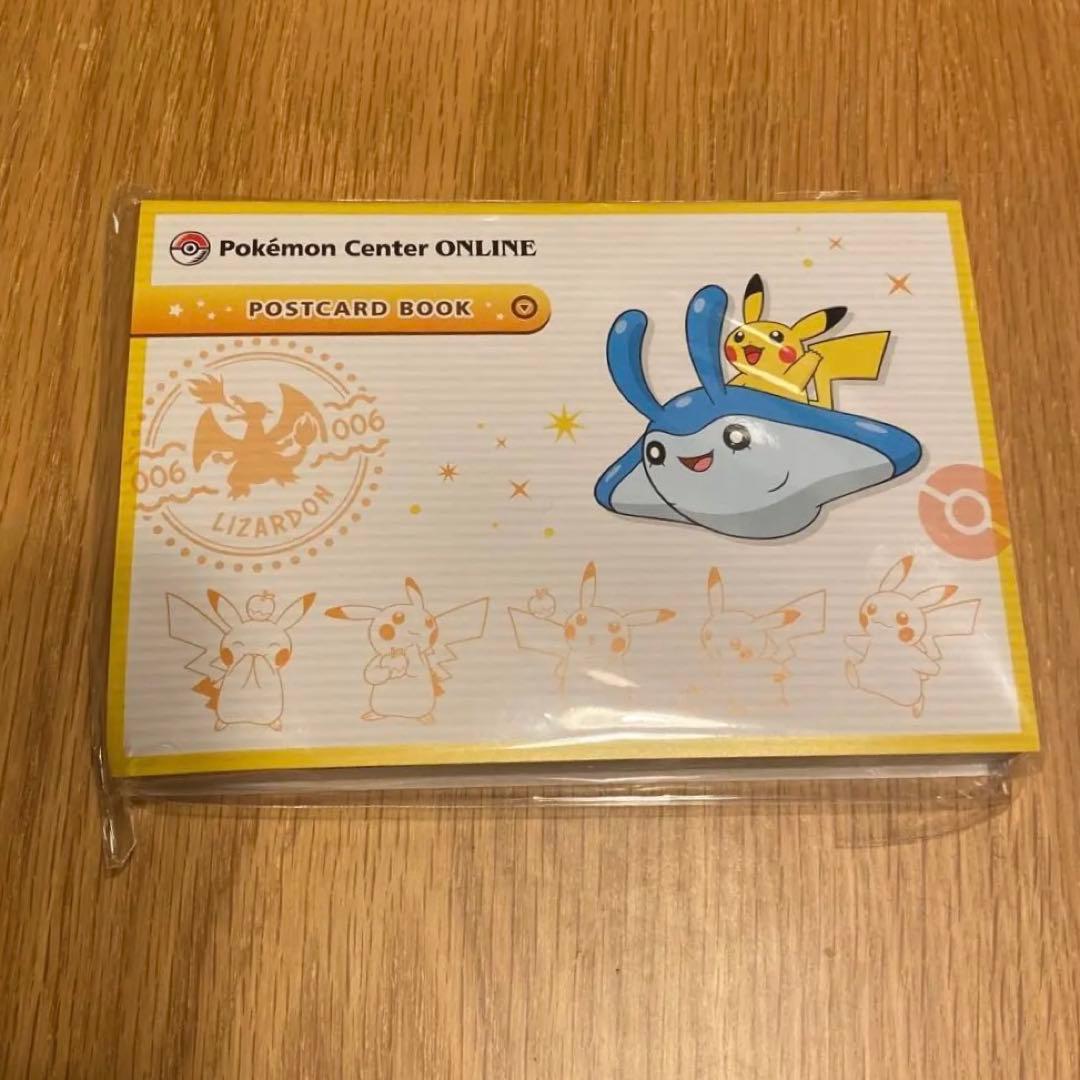 Pokémon Center ONLINE
POSTCARD BOOK
006
006
LIZARDON